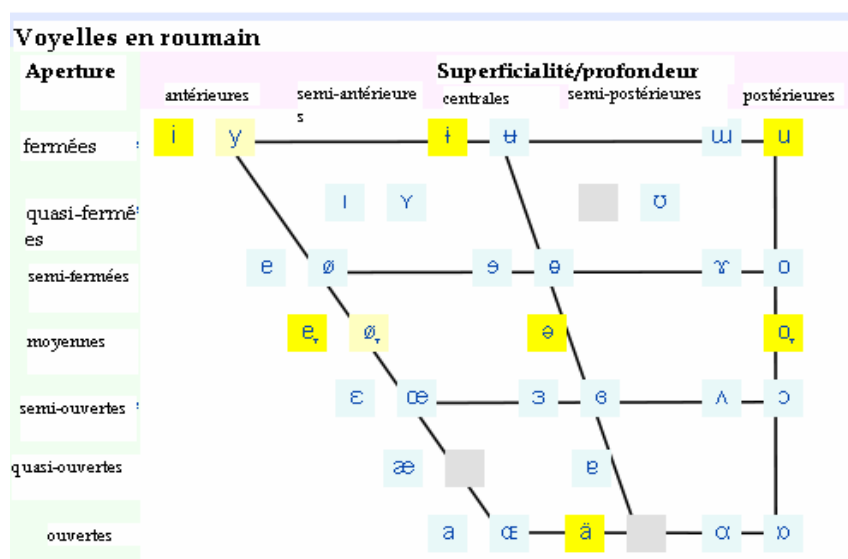 Voyelles en roumain
Aperture Superficialité/profondeur
antérieures semi-antérieure centrales semi-postérieures postérieures
s
fermées i y ɨ ʉ ɯ u
quasi-fermé ɪ ʏ ʊ
es
semi-fermées e ø ɘ ɵ ɤ o
moyennes e̞ ø̞ ə o̞
semi-ouvertes ɛ œ ɜ ɞ ʌ ɔ
quasi-ouvertes æ ɐ
ouvertes a ɶ ä ɑ ɒ